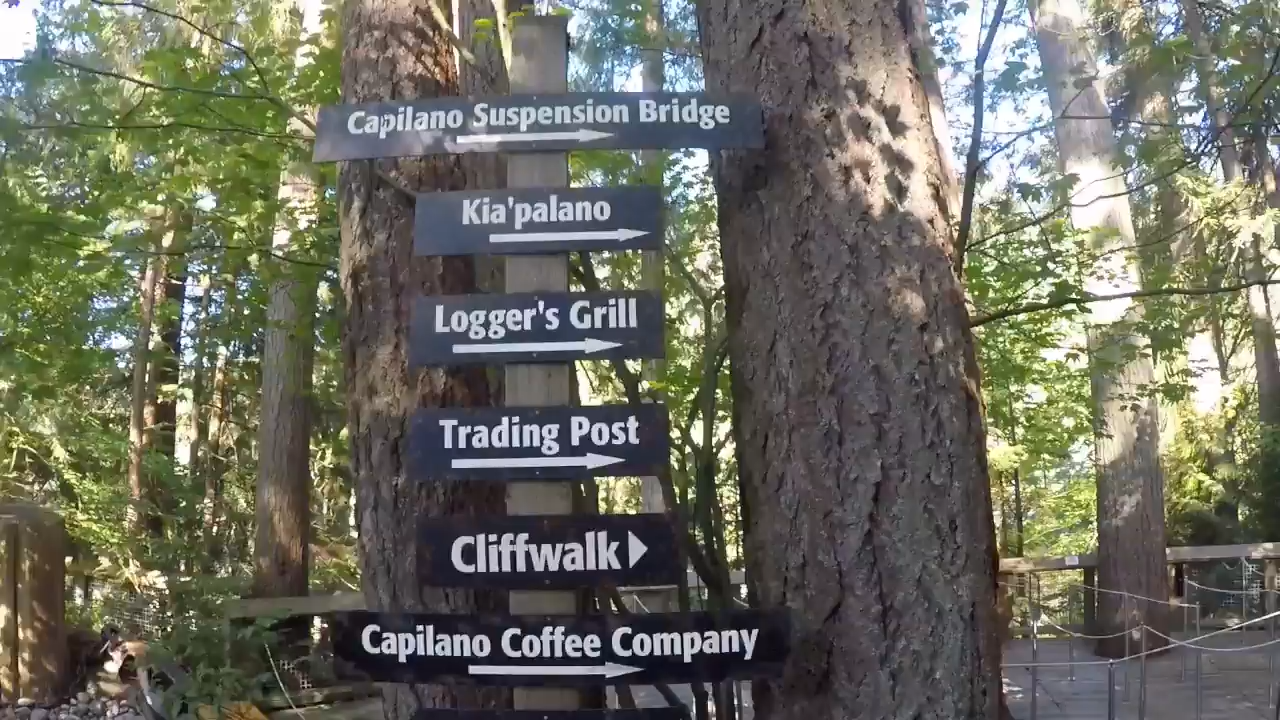 Capilano Suspension Bridge
Kia'palano
Logger's Grill
Trading Post
Cliffwalk
Capilano Coffee Company